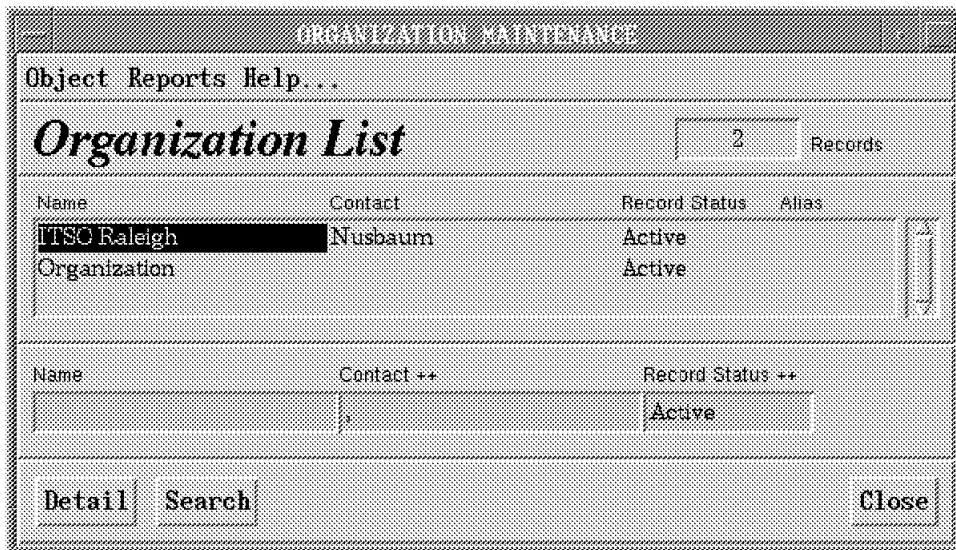 ORGANIZATION MAINTENANCE
Object Reports Help...
Organization List 2 Records
Name Contact Record Status Alias
ITSO Raleigh Nusbaum Active
Organization Active
Name Contact ++ Record Status ++
, Active
Detail Search Close